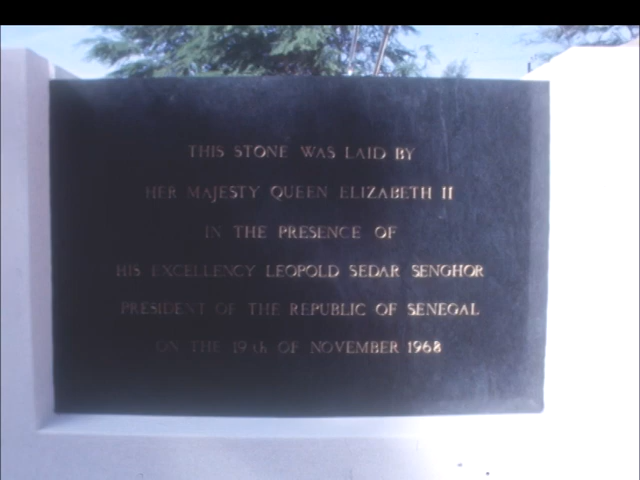 THIS STONE WAS LAID BY
HER MAJESTY QUEEN ELIZABETH II
IN THE PRESENCE OF
HIS EXCELLENCY LEOPOLD SEDAR SENGHOR
PRESIDENT OF THE REPUBLIC OF SENEGAL
ON THE 19th OF NOVEMBER 1968